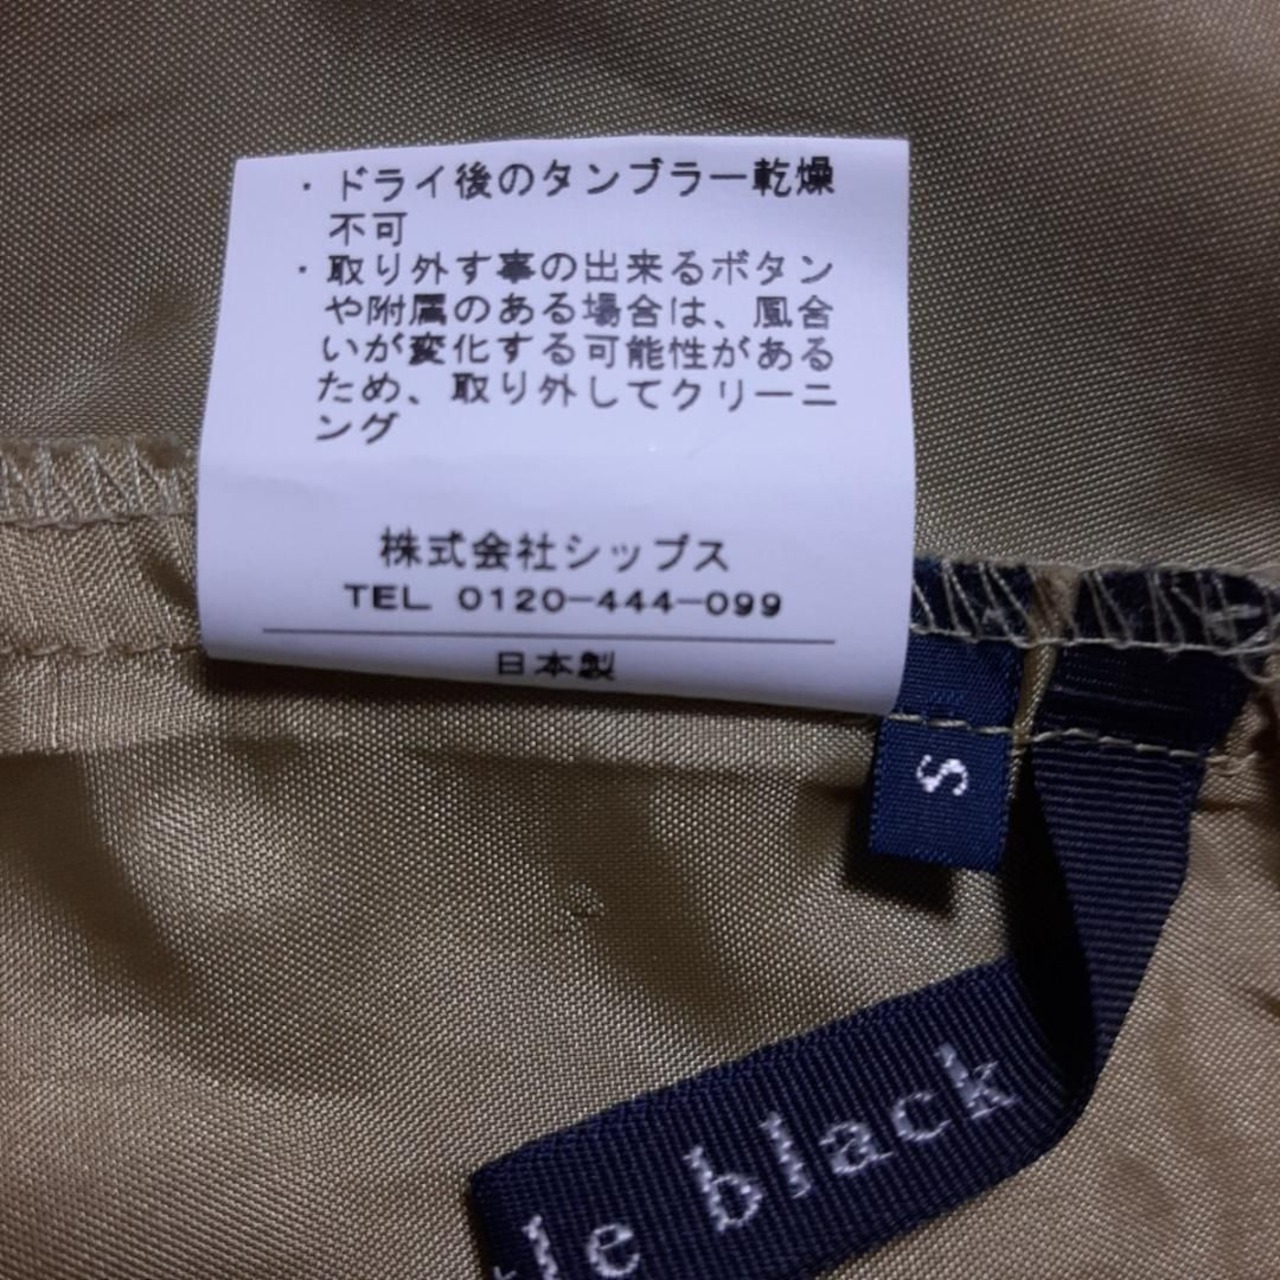 ・ドライ後のタンブラー乾燥
不可
・取り外す事の出来るボタン
や附属のある場合は、風合
いが変化する可能性がある
ため、取り外してクリーニ
ング
株式会社シップス
TEL 0120-444-099
日本製
S
tle black